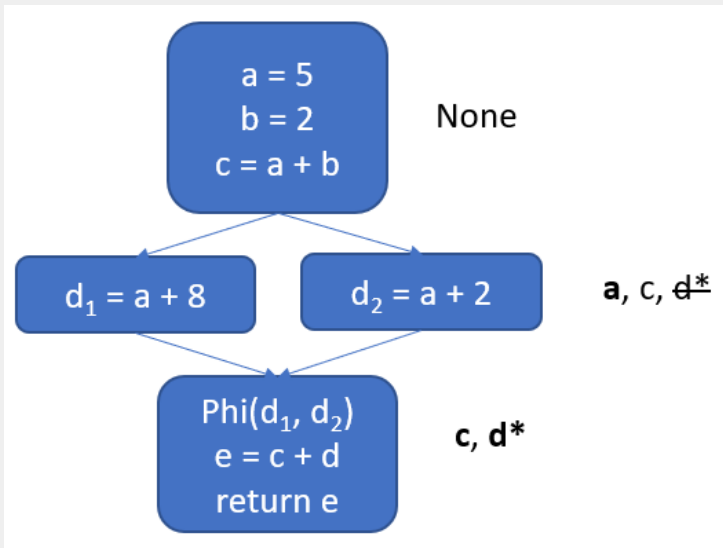 a = 5
b = 2
c = a + b
None
d₁ = a + 8
d₂ = a + 2
a, c, d*
Phi(d₁, d₂)
e = c + d
return e
c, d*